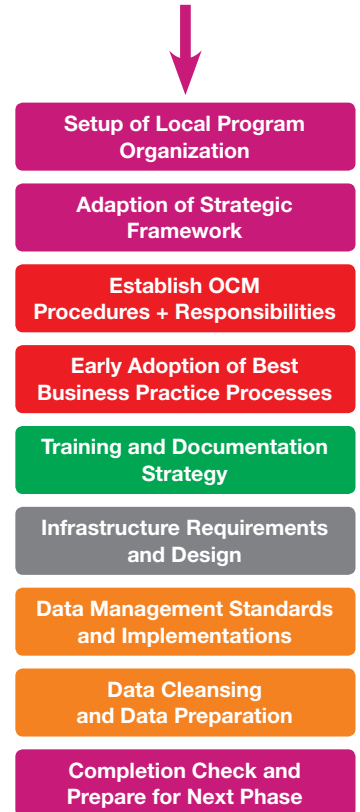 Setup of Local Program
Organization
Adaption of Strategic
Framework
Establish OCM
Procedures + Responsibilities
Early Adoption of Best
Business Practice Processes
Training and Documentation
Strategy
Infrastructure Requirements
and Design
Data Management Standards
and Implementations
Data Cleansing
and Data Preparation
Completion Check and
Prepare for Next Phase